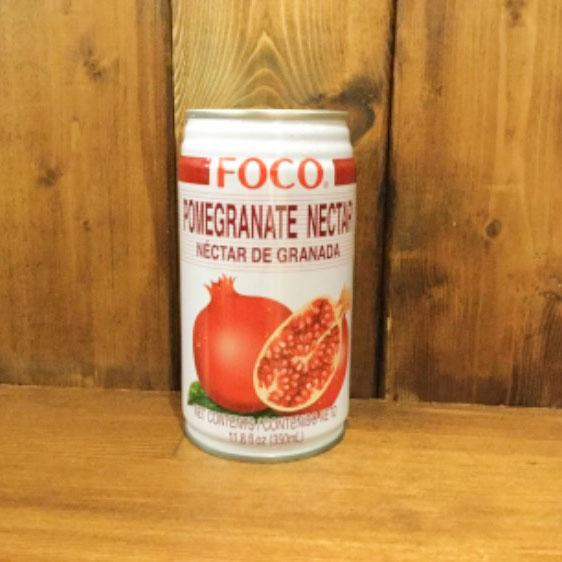 FOCO®
POMEGRANATE NECTAR
NÉCTAR DE GRANADA
NET CONTENTS / CONTENIDO NETO
11.8 fl oz (350mL)